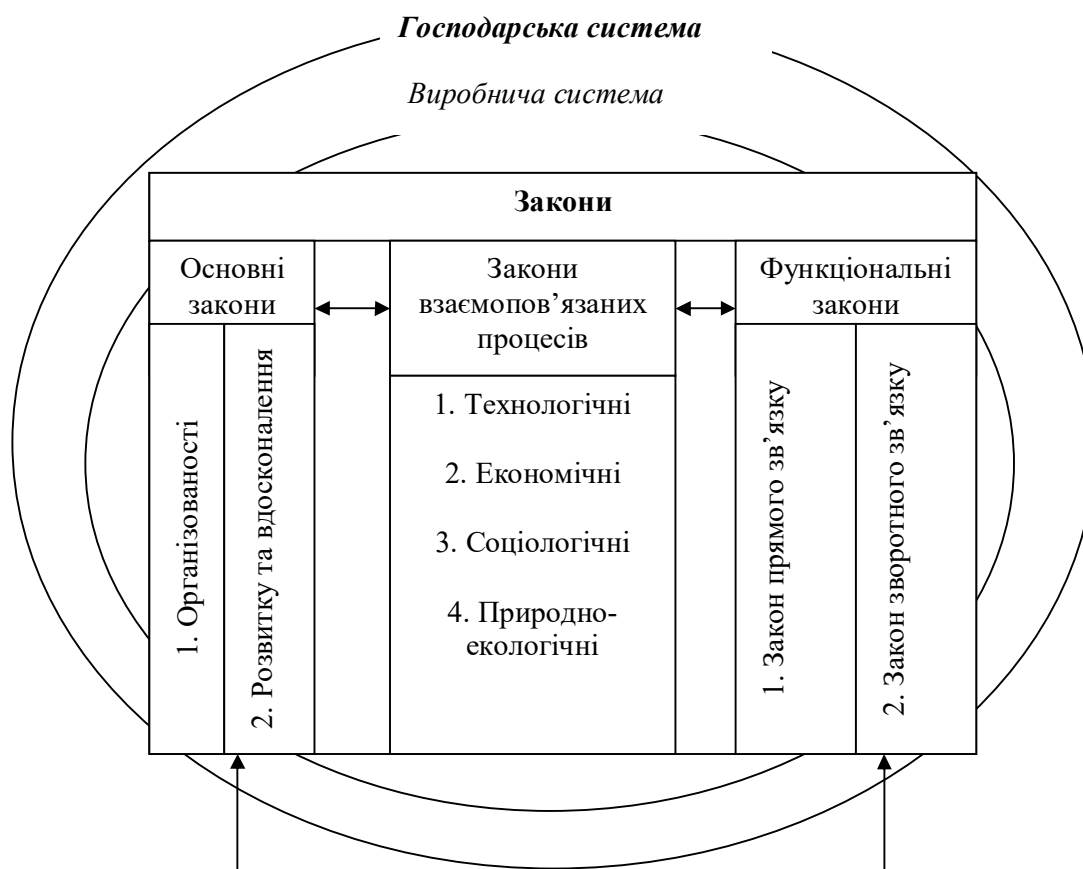 Господарська система
Виробнича система
Закони
Основні
закони
Закони
взаємопов’язаних
процесів
Функціональні
закони
1. Організованості
2. Розвитку та вдосконалення
1. Технологічні
2. Економічні
3. Соціологічні
4. Природно-
екологічні
1. Закон прямого зв’язку
2. Закон зворотного зв’язку